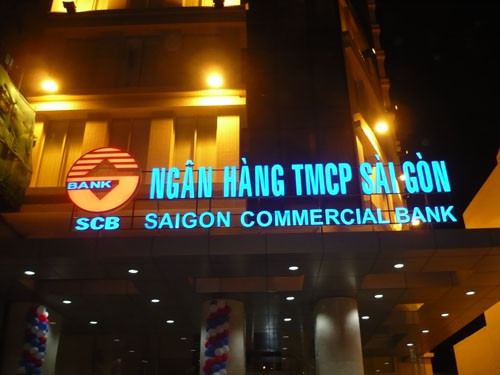 BANK
SCB
NGÂN HÀNG TMCP SÀI GÒN
SAIGON COMMERCIAL BANK